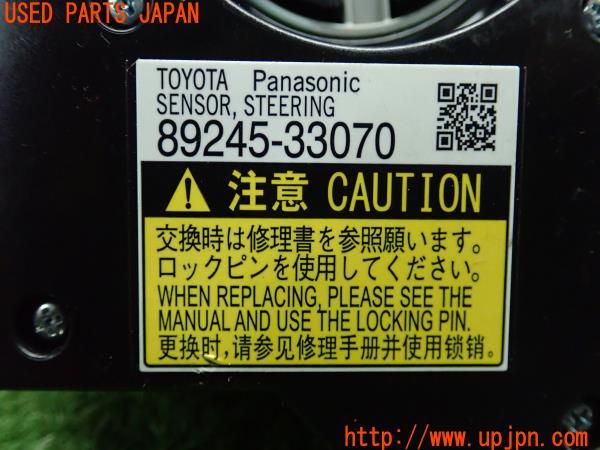 USED PARTS JAPAN
TOYOTA Panasonic
SENSOR, STEERING
89245-33070
注意 CAUTION
交換時は修理書を参照願います。
ロックピンを使用してください。
WHEN REPLACING, PLEASE SEE THE
MANUAL AND USE THE LOCKING PIN.
更换时,请参见修理手册并使用锁销。
http://www.upjpn.com/